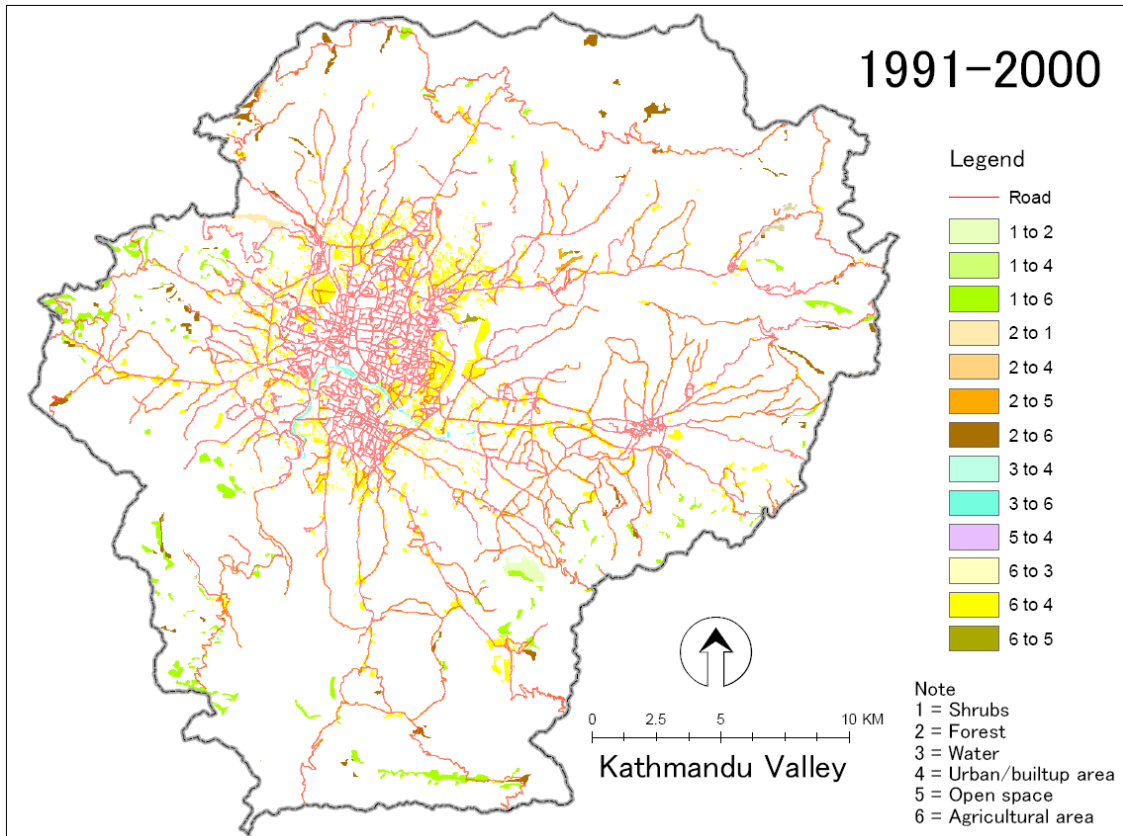 1991-2000
Legend
Road
1 to 2
1 to 4
1 to 6
2 to 1
2 to 4
2 to 5
2 to 6
3 to 4
3 to 6
5 to 4
6 to 3
6 to 4
6 to 5
0 2.5 5 10 KM
Kathmandu Valley
Note
1 = Shrubs
2 = Forest
3 = Water
4 = Urban/builtup area
5 = Open space
6 = Agricultural area